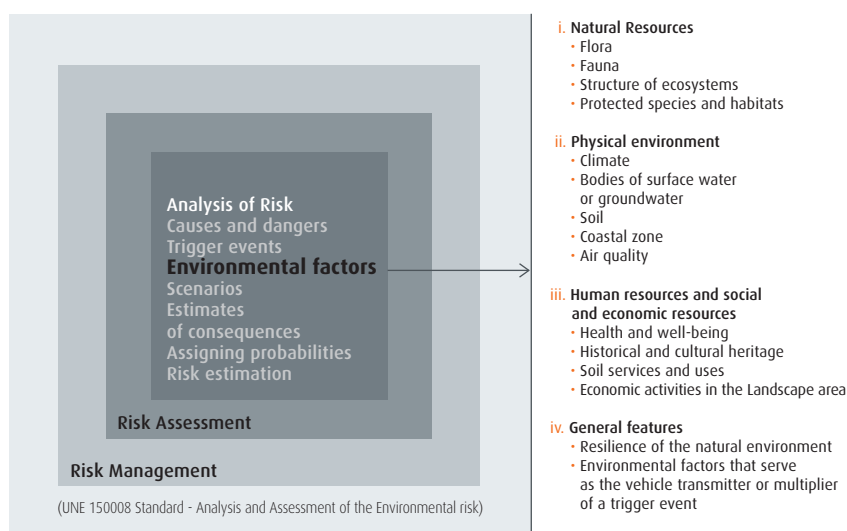 Analysis of Risk
Causes and dangers
Trigger events
Environmental factors
Scenarios
Estimates
of consequences
Assigning probabilities
Risk estimation
Risk Assessment
Risk Management
(UNE 150008 Standard - Analysis and Assessment of the Environmental risk)
i. Natural Resources
· Flora
· Fauna
· Structure of ecosystems
· Protected species and habitats
ii. Physical environment
· Climate
· Bodies of surface water
or groundwater
· Soil
· Coastal zone
· Air quality
iii. Human resources and social
and economic resources
· Health and well-being
· Historical and cultural heritage
· Soil services and uses
· Economic activities in the Landscape area
iv. General features
· Resilience of the natural environment
· Environmental factors that serve
as the vehicle transmitter or multiplier
of a trigger event